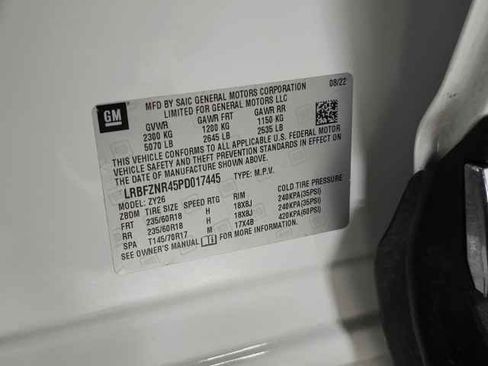 GM
08/22
MFD BY SAIC GENERAL MOTORS CORPORATION
LIMITED FOR GENERAL MOTORS LLC
GVWR GAWR FRT GAWR RR
2300 KG 1200 KG 1150 KG
5070 LB 2645 LB 2535 LB
THIS VEHICLE CONFORMS TO ALL APPLICABLE U.S. FEDERAL MOTOR
VEHICLE SAFETY, BUMPER, AND THEFT PREVENTION STANDARDS IN EFFECT ON
THE DATE OF MANUFACTURE SHOWN ABOVE.
LRBFZNR45PD017445 TYPE: M.P.V.
MODEL: ZY26
ZBDM TIRE SIZE SPEED RTG RIM COLD TIRE PRESSURE
FRT 235/60R18 H 18X8J 240KPA(35PSI)
RR 235/60R18 H 18X8J 240KPA(35PSI)
SPA T145/70R17 M 17X4B 420KPA(60PSI)
SEE OWNER'S MANUAL FOR MORE INFORMATION.